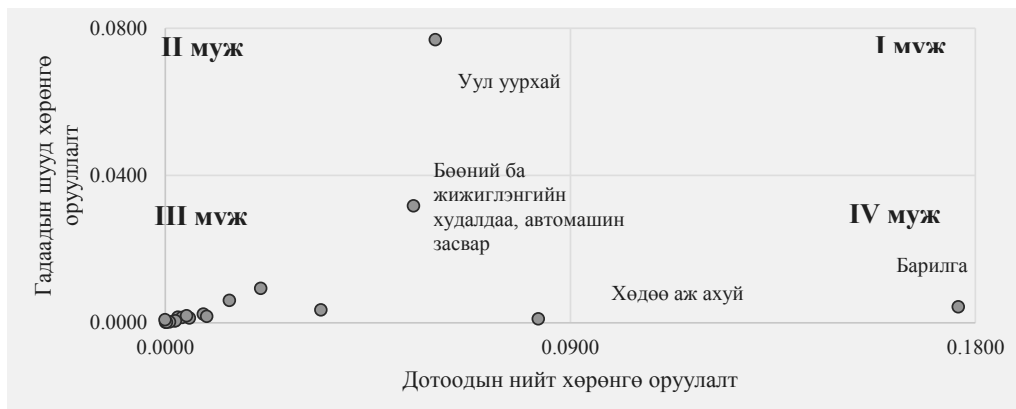 0.0800
II муж
I муж
Уул уурхай
Гадаадын шууд хөрөнгө
оруулалт
0.0400
Бөөний ба
жижиглэнгийн
худалдаа, автомашин
засвар
III муж
IV муж
Барилга
Хөдөө аж ахуй
0.0000
0.0000
0.0900
0.1800
Дотоодын нийт хөрөнгө оруулалт